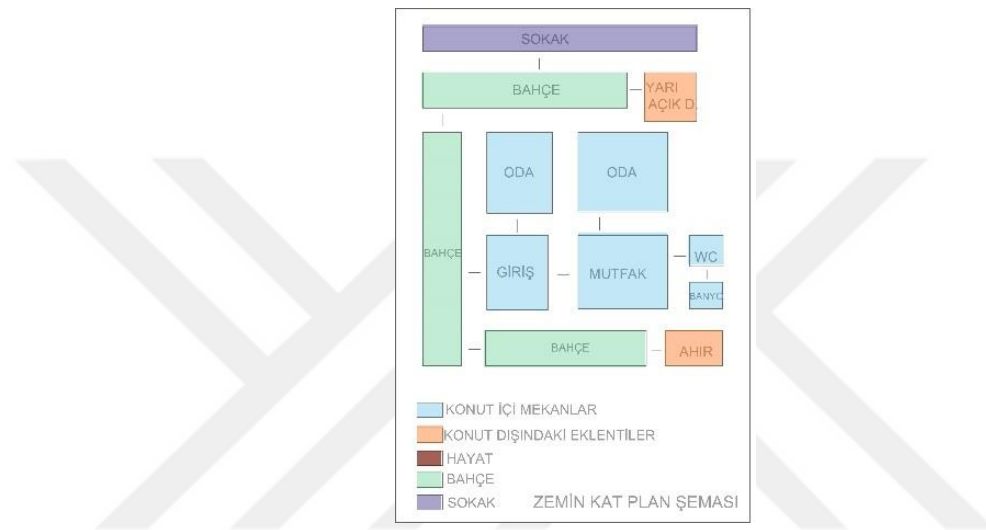 SOKAK
BAHÇE
YARI
AÇIK D.
ODA
ODA
BAHÇE
GİRİŞ
MUTFAK
WC
BANYO
BAHÇE
AHIR
KONUT İÇİ MEKANLAR
KONUT DIŞINDAKİ EKLENTİLER
HAYAT
BAHÇE
SOKAK
ZEMİN KAT PLAN ŞEMASI